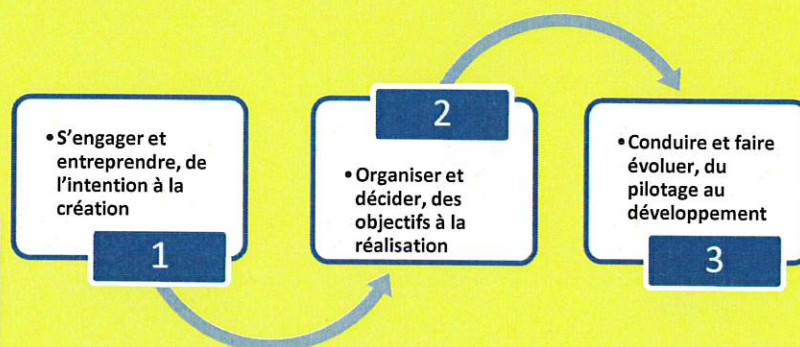 • S'engager et
entreprendre, de
l'intention à la
création
1
2
• Organiser et
décider, des
objectifs à la
réalisation
• Conduire et faire
évoluer, du
pilotage au
développement
3